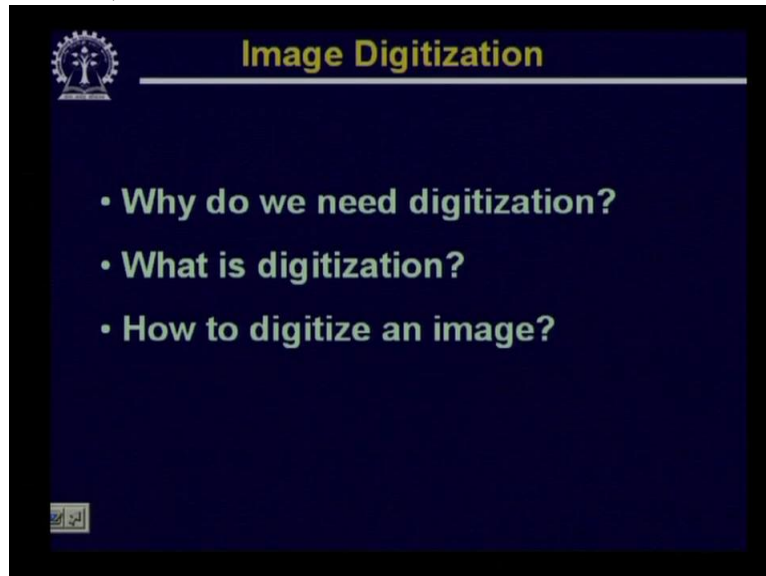 Image Digitization
• Why do we need digitization?
• What is digitization?
• How to digitize an image?